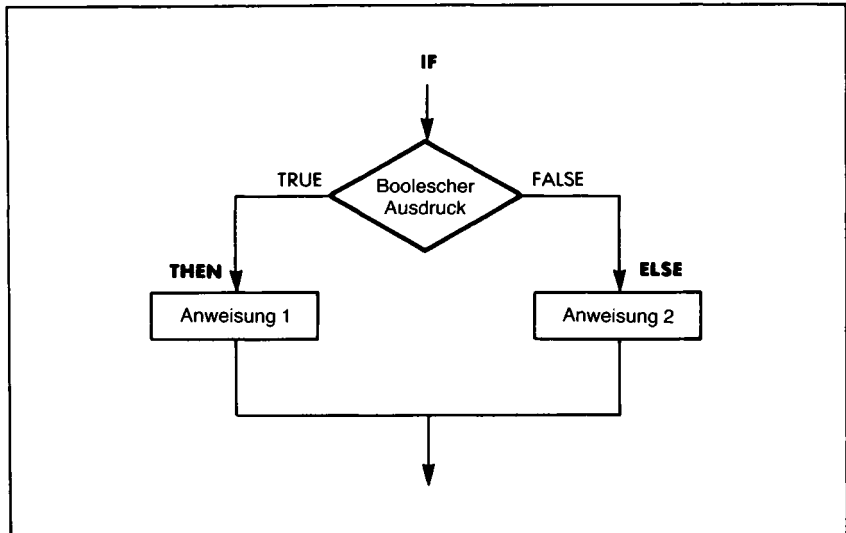 IF
TRUE
Boolescher
Ausdruck
FALSE
THEN
ELSE
Anweisung 1
Anweisung 2